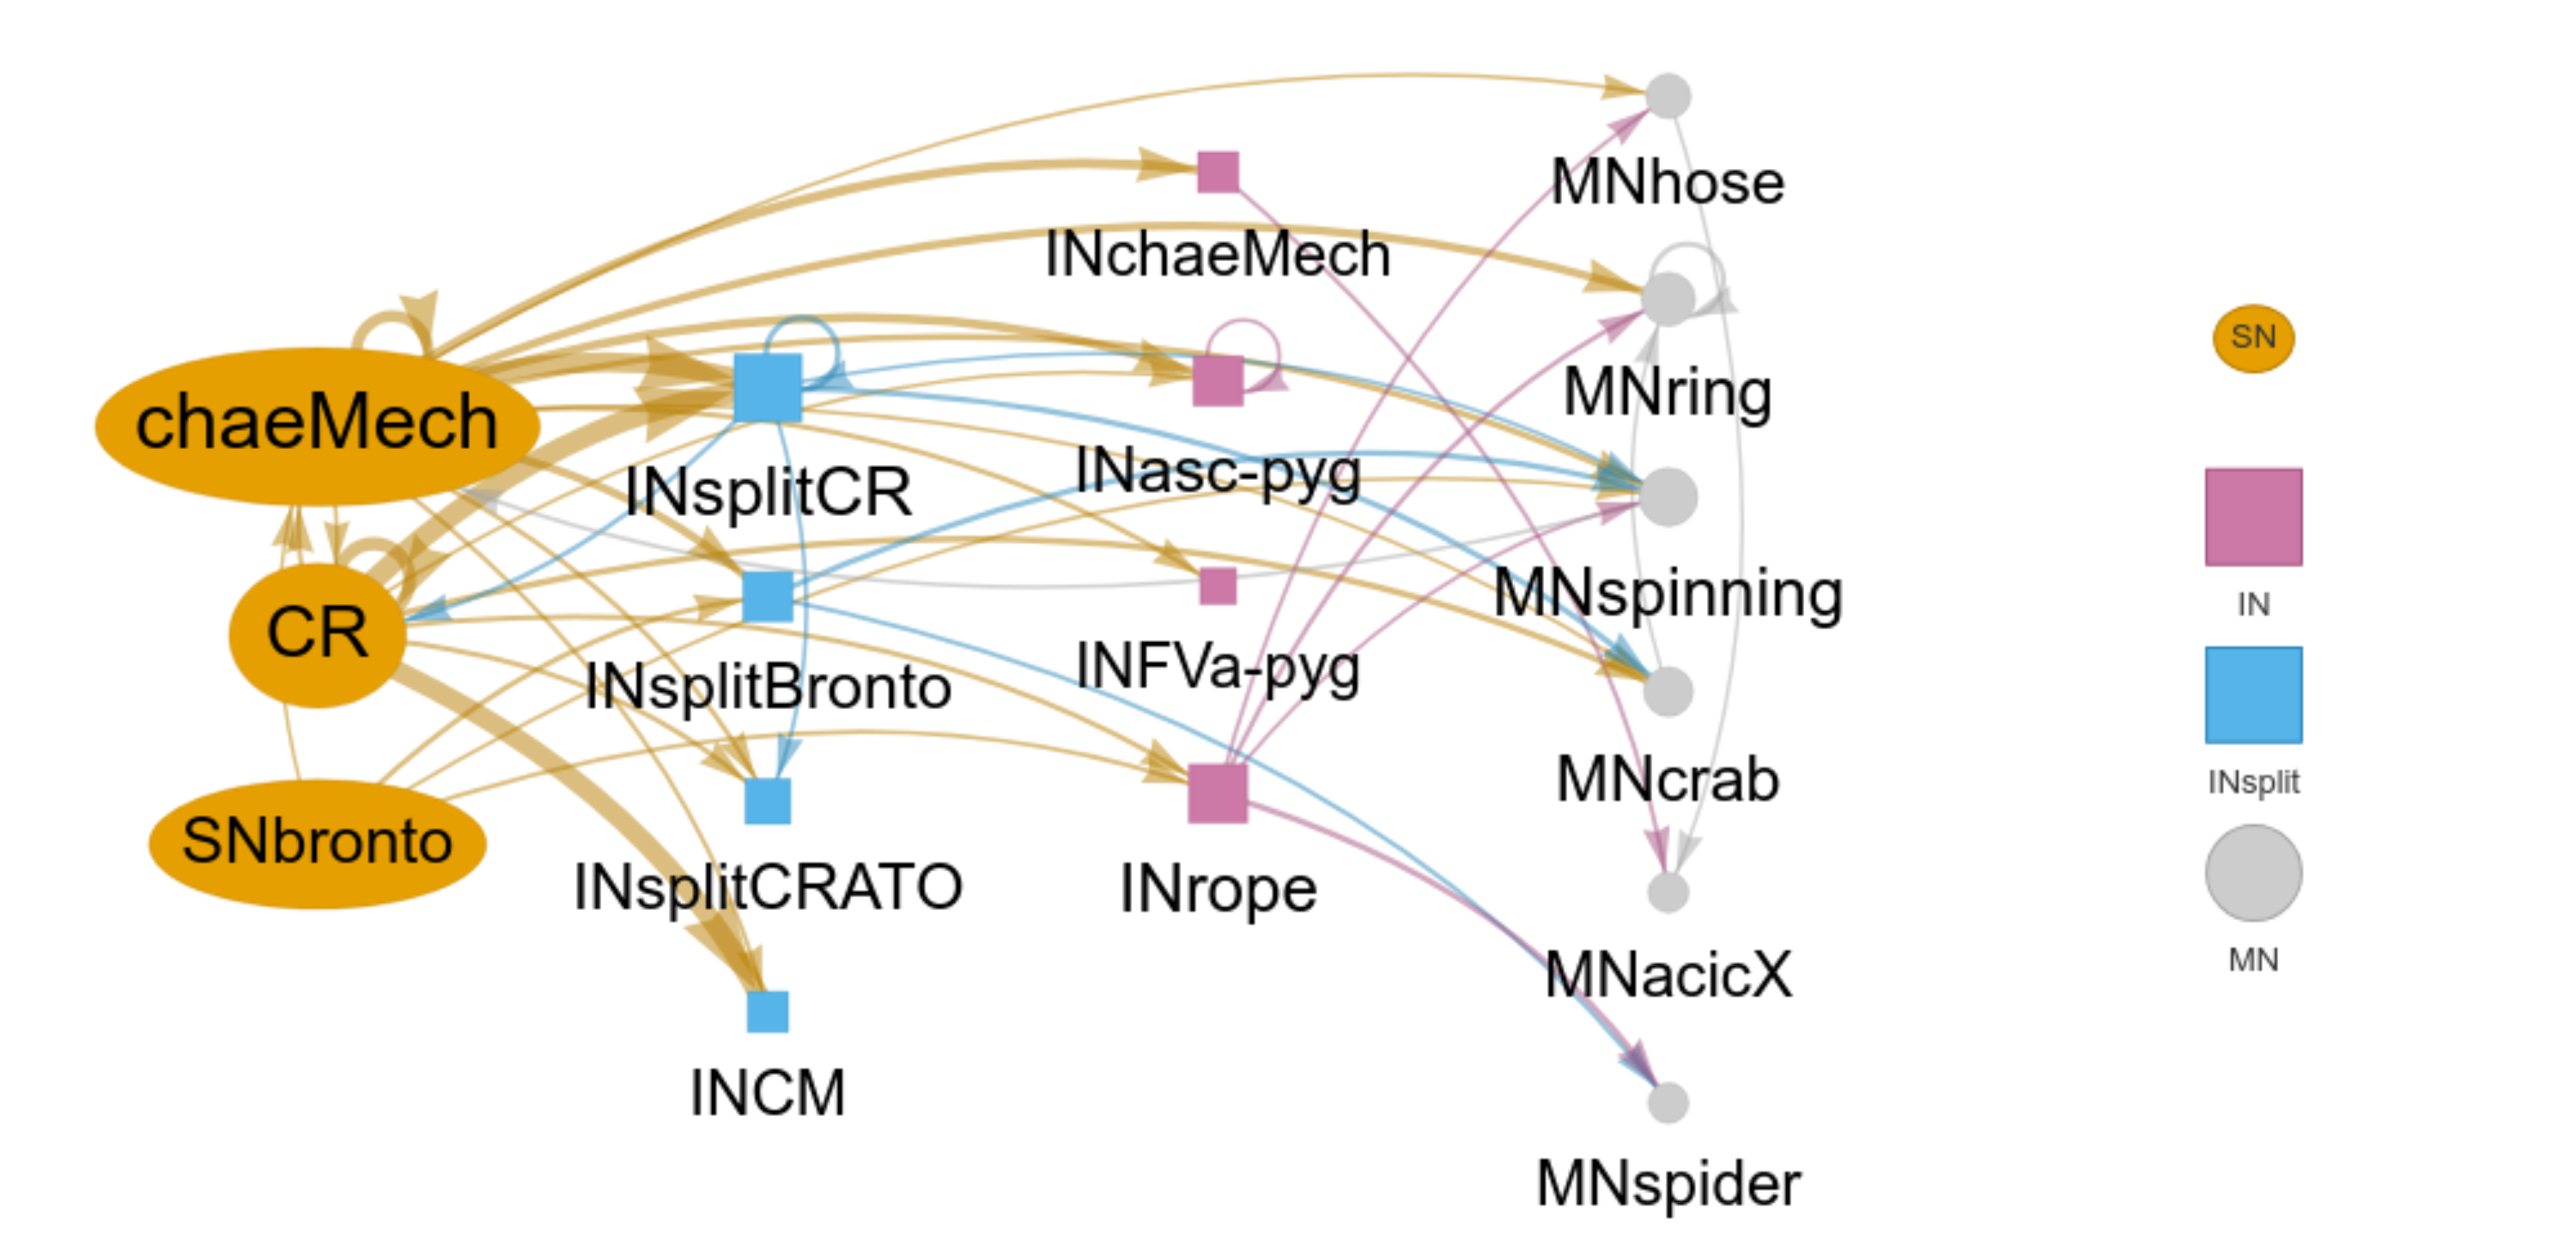 chaeMech
CR
SNbronto
INsplitCR
INsplitBronto
INsplitCRATO
INCM
INchaeMech
INasc-pyg
INFVa-pyg
INrope
MNhose
MNring
MNspinning
MNcrab
MNacicX
MNspider
SN
IN
INsplit
MN